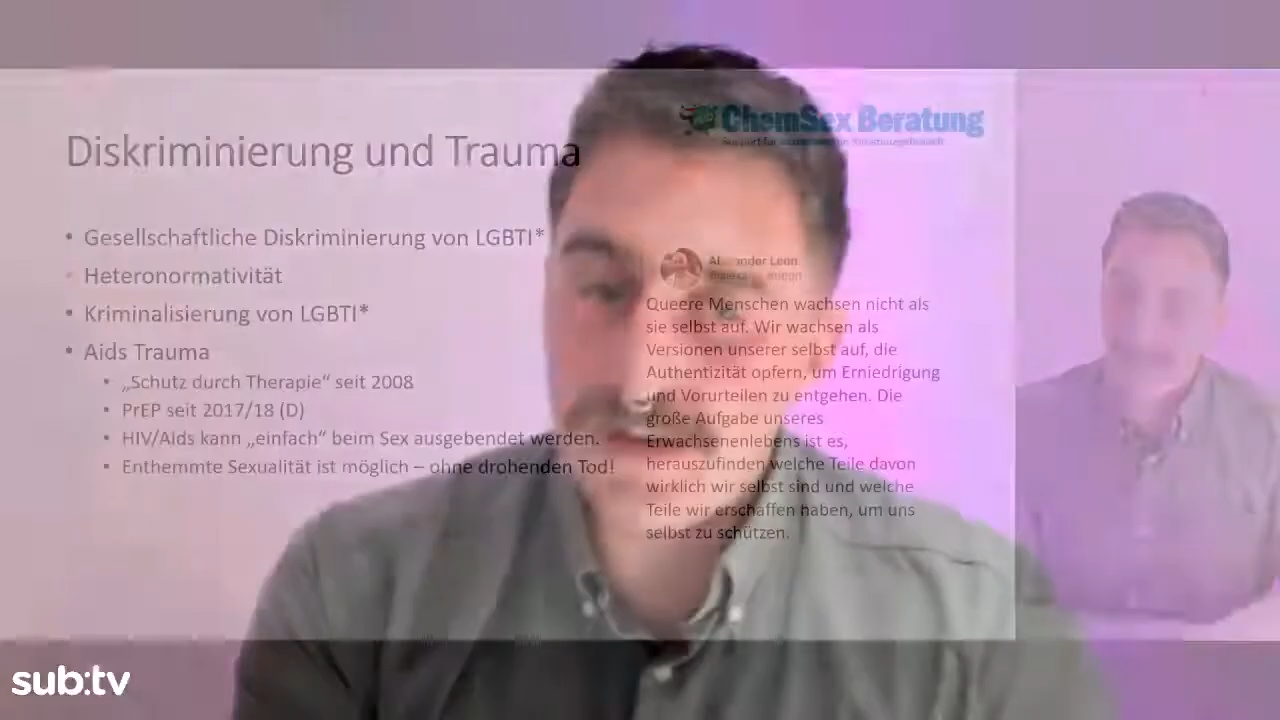 Diskriminierung und Trauma
• Gesellschaftliche Diskriminierung von LGBTI*
• Heteronormativität
• Kriminalisierung von LGBTI*
• Aids Trauma
• „Schutz durch Therapie“ seit 2008
• PrEP seit 2017/18 (D)
• HIV/AIds kann „einfach“ beim Sex ausgebendet werden.
• Enthemmte Sexualität ist möglich – ohne drohenden Tod!
ChemSex Beratung
Support für
Leon
Queere Menschen wachsen nicht als
sie selbst auf. Wir wachsen als
Versionen unserer selbst auf, die
Authentizität opfern, um Erniedrigung
und Vorurteilen zu entgehen. Die
große Aufgabe unseres
Erwachsenenlebens ist es,
herauszufinden welche Teile davon
wirklich wir selbst sind und welche
Teile wir erschaffen haben, um uns
selbst zu schützen.
sub:tv